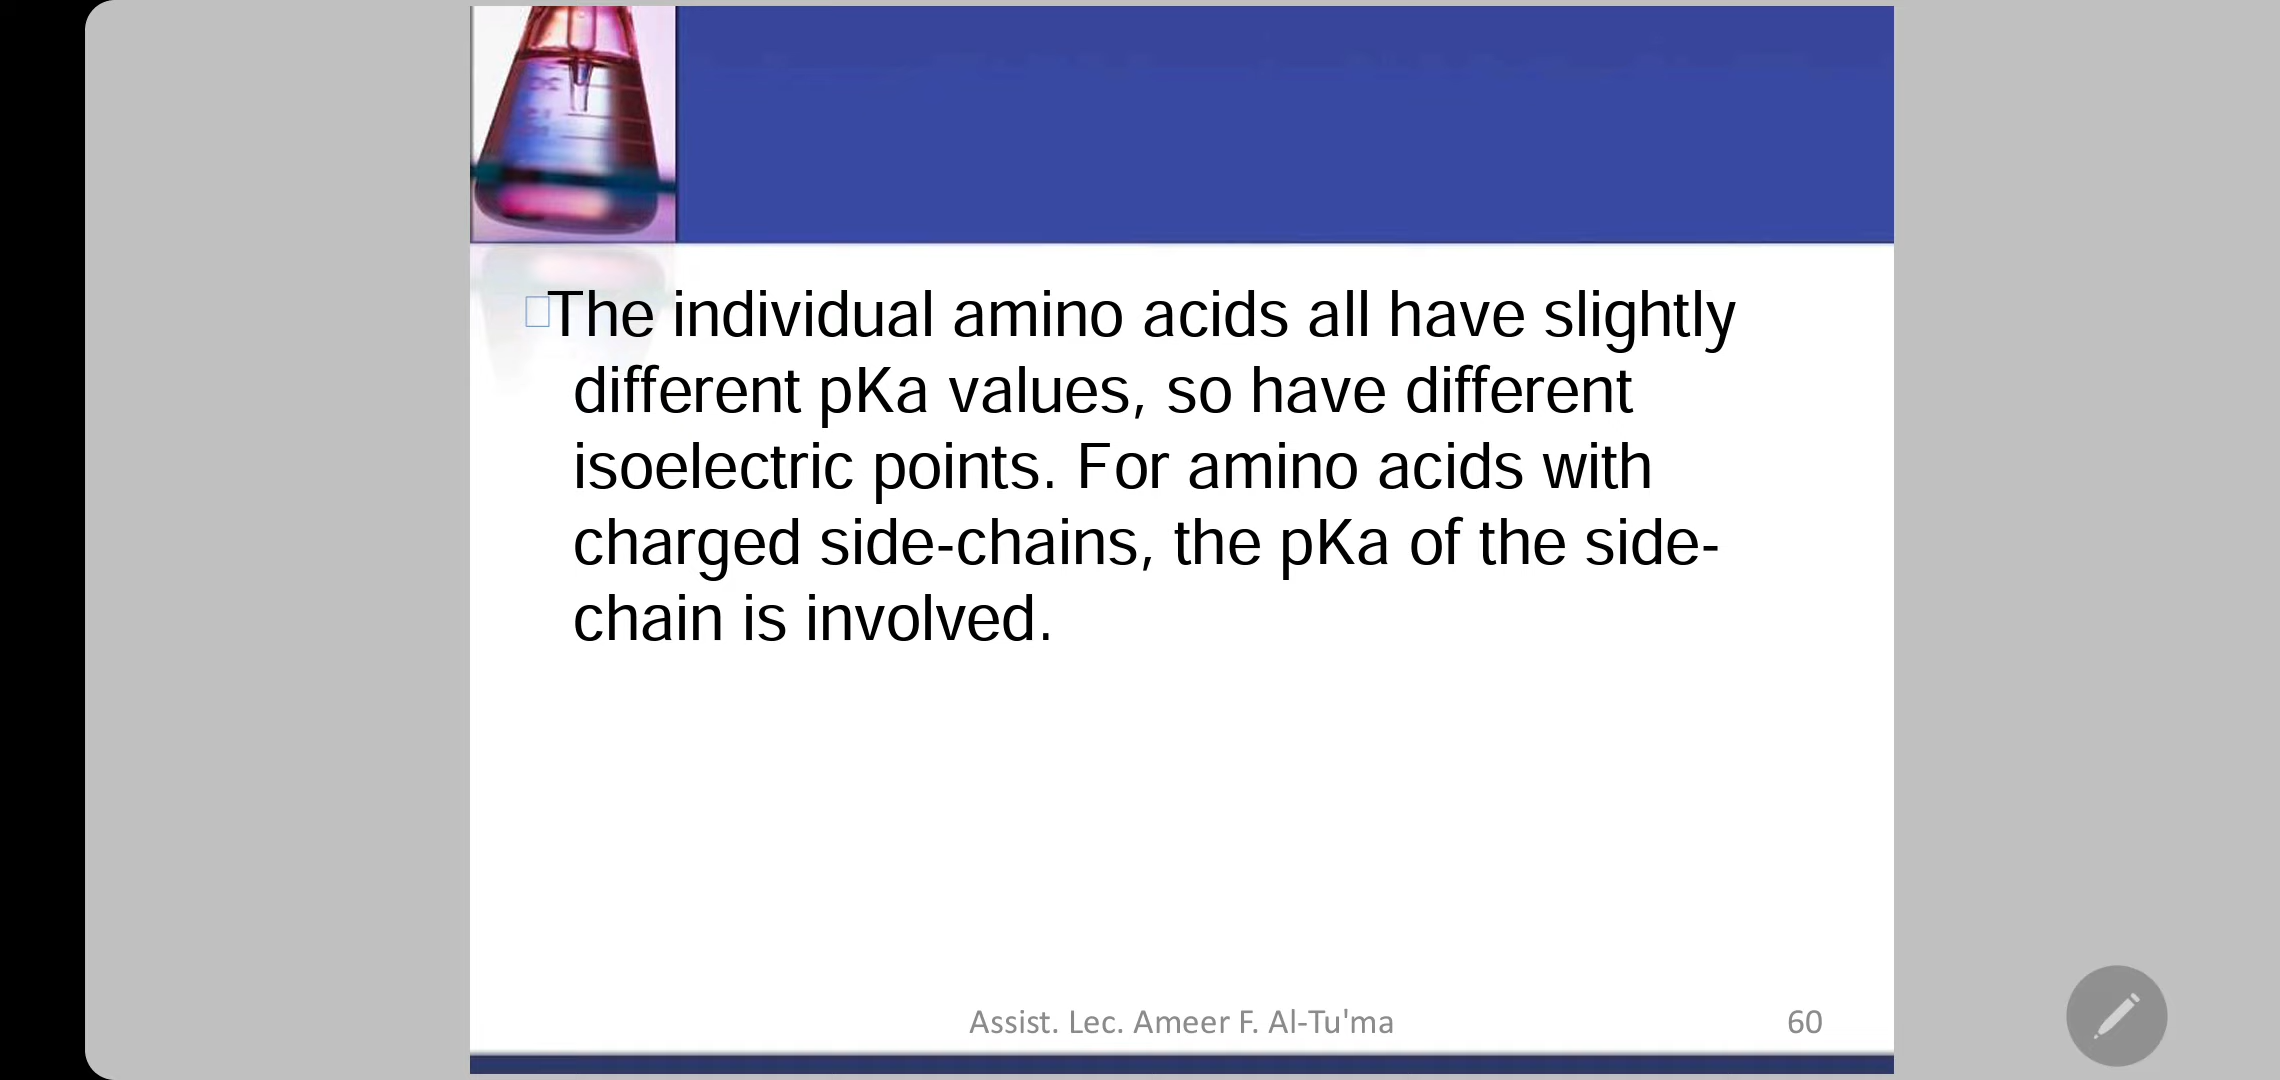 The individual amino acids all have slightly
different pKa values, so have different
isoelectric points. For amino acids with
charged side-chains, the pKa of the side-
chain is involved.
Assist. Lec. Ameer F. Al-Tu'ma
60